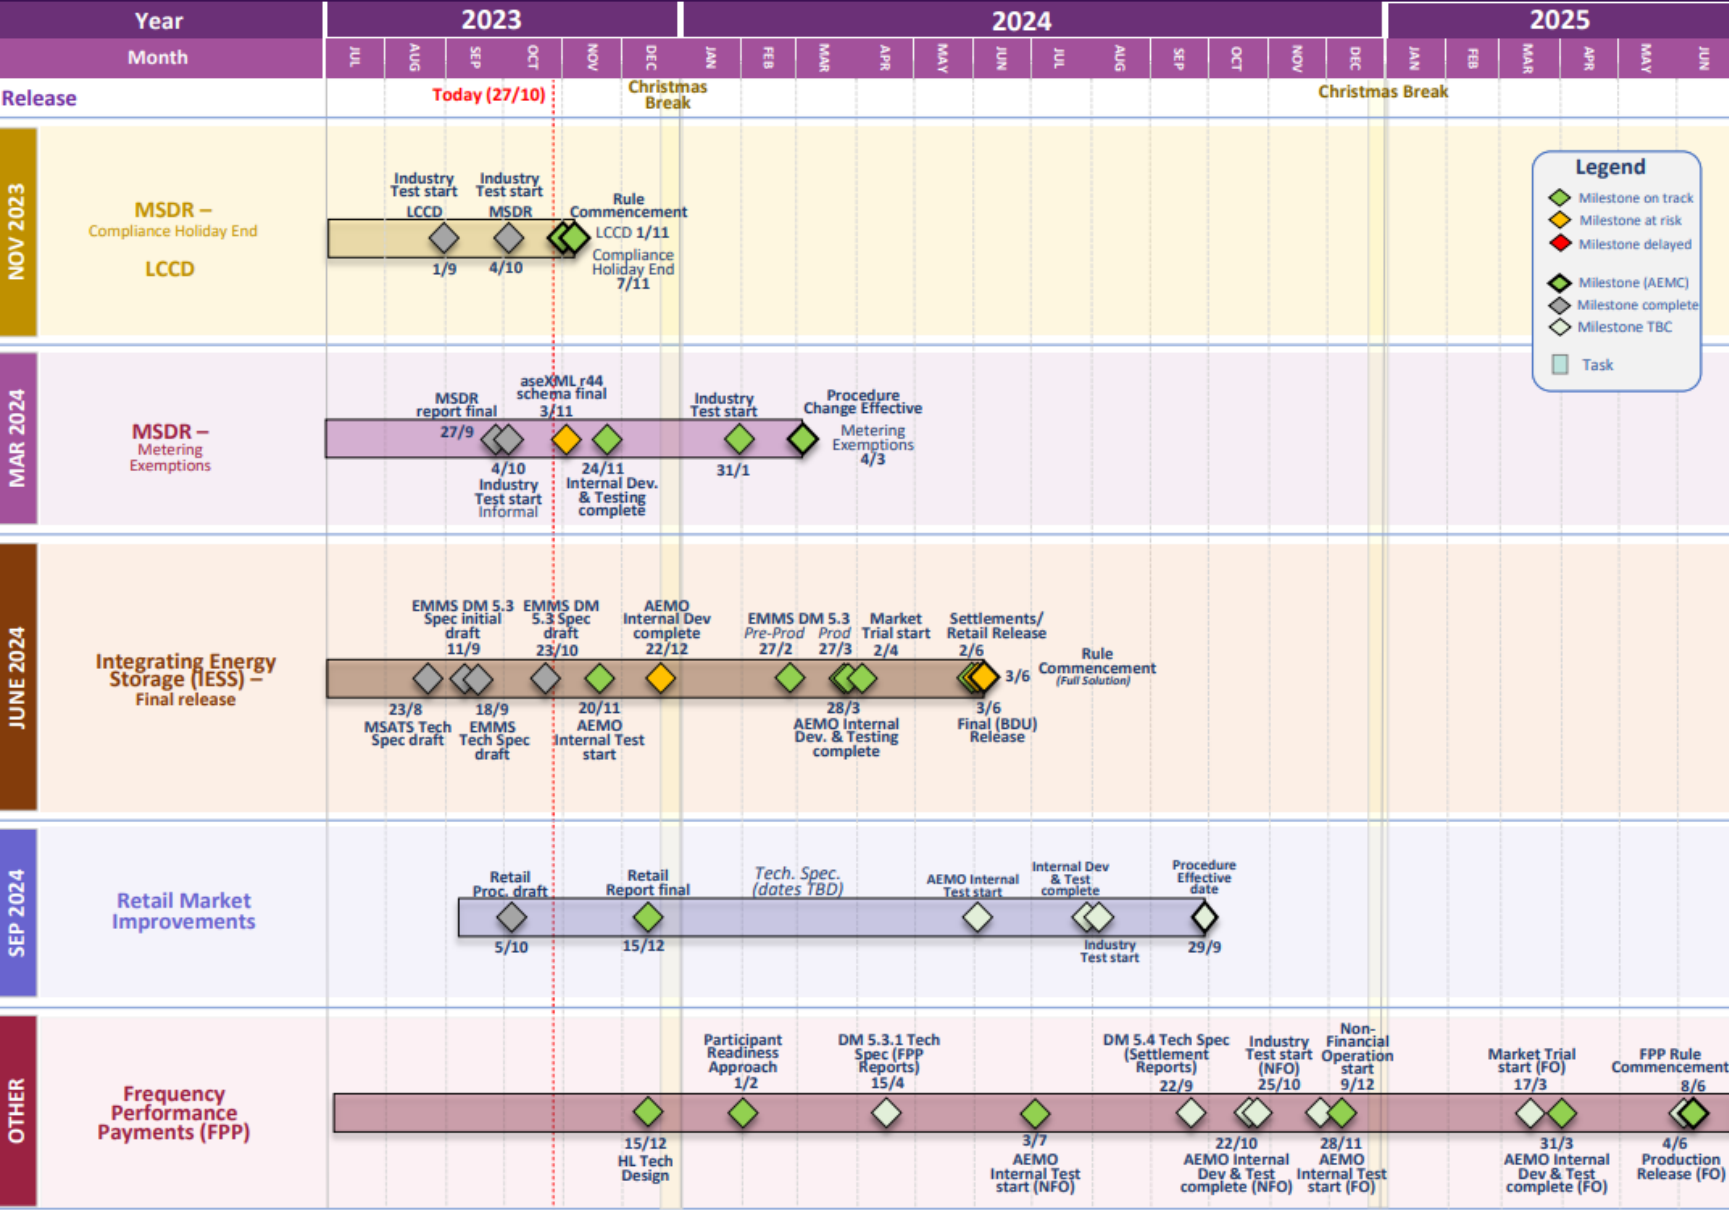 Year
2023
2024
2025
Month
JUL
AUG
SEP
OCT
NOV
DEC
JAN
FEB
MAR
APR
MAY
JUN
JUL
AUG
SEP
OCT
NOV
DEC
JAN
FEB
MAR
APR
MAY
JUN
Release
Today (27/10)
Christmas
Break
Christmas Break
NOV 2023
MSDR –
Compliance Holiday End
LCCD
Industry
Test start
LCCD
Industry
Test start
MSDR
1/9
4/10
Rule
Commencement
LCCD 1/11
Compliance
Holiday End
7/11
Legend
Milestone on track
Milestone at risk
Milestone delayed
Milestone (AEMC)
Milestone complete
Milestone TBC
Task
MAR 2024
MSDR –
Metering
Exemptions
MSDR
report final
27/9
aseXML r44
schema final
3/11
Industry
Test start
Procedure
Change Effective
Metering
Exemptions
4/3
4/10
Industry
Test start
Informal
24/11
Internal Dev.
& Testing
complete
31/1
JUNE 2024
Integrating Energy
Storage (IESS) –
Final release
EMMS DM 5.3
Spec initial
draft
11/9
EMMS DM
5.3 Spec
draft
23/10
AEMO
Internal Dev
complete
22/12
EMMS DM 5.3
Pre-Prod Prod
27/2 27/3
Market
Trial start
2/4
Settlements/
Retail Release
2/6
3/6
Rule
Commencement
(Full Solution)
23/8
MSATS Tech
Spec draft
18/9
EMMS
Tech Spec
draft
20/11
AEMO
Internal Test
start
28/3
AEMO Internal
Dev. & Testing
complete
3/6
Final (BDU)
Release
SEP 2024
Retail Market
Improvements
Retail
Proc. draft
Retail
Report final
Tech. Spec.
(dates TBD)
AEMO Internal
Test start
Internal Dev
& Test
complete
Procedure
Effective
date
5/10
15/12
Industry
Test start
29/9
OTHER
Frequency
Performance
Payments (FPP)
Participant
Readiness
Approach
1/2
DM 5.3.1 Tech
Spec (FPP
Reports)
15/4
DM 5.4 Tech Spec
(Settlement
Reports)
22/9
Industry
Test start
(NFO)
25/10
Non-
Financial
Operation
start
9/12
Market Trial
start (FO)
17/3
FPP Rule
Commencement
8/6
15/12
HL Tech
Design
3/7
AEMO
Internal Test
start (NFO)
22/10
AEMO Internal
Dev & Test
complete (NFO)
28/11
AEMO
Internal Test
start (FO)
31/3
AEMO Internal
Dev & Test
complete (FO)
4/6
Production
Release (FO)